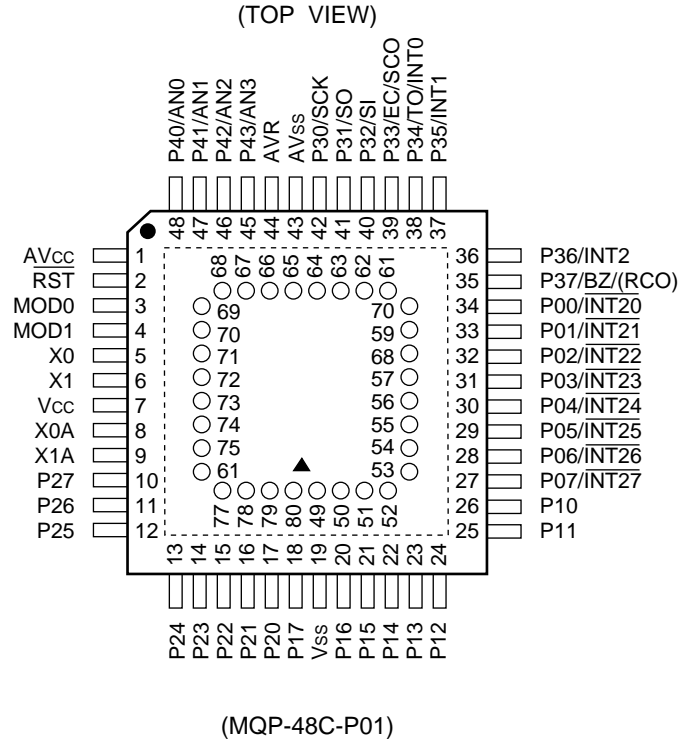 (TOP VIEW)
P40/AN0
P41/AN1
P42/AN2
P43/AN3
AVR
AVss
P30/SCK
P31/SO
P32/SI
P33/EC/SCO
P34/TO/INT0
P35/INT1
48 47 46 45 44 43 42 41 40 39 38 37
AVcc 1
RST 2
MOD0 3
MOD1 4
X0 5
X1 6
Vcc 7
X0A 8
X1A 9
P27 10
P26 11
P25 12
68 67 66 65 64 63 62 61
69
70
71
72
73
74
75
61
70
59
68
57
56
55
54
53
77 78 79 80 49 50 51 52
36 P36/INT2
35 P37/BZ/(RCO)
34 P00/INT20
33 P01/INT21
32 P02/INT22
31 P03/INT23
30 P04/INT24
29 P05/INT25
28 P06/INT26
27 P07/INT27
26 P10
25 P11
13 14 15 16 17 18 19 20 21 22 23 24
P24
P23
P22
P21
P20
P17
Vss
P16
P15
P14
P13
P12
(MQP-48C-P01)